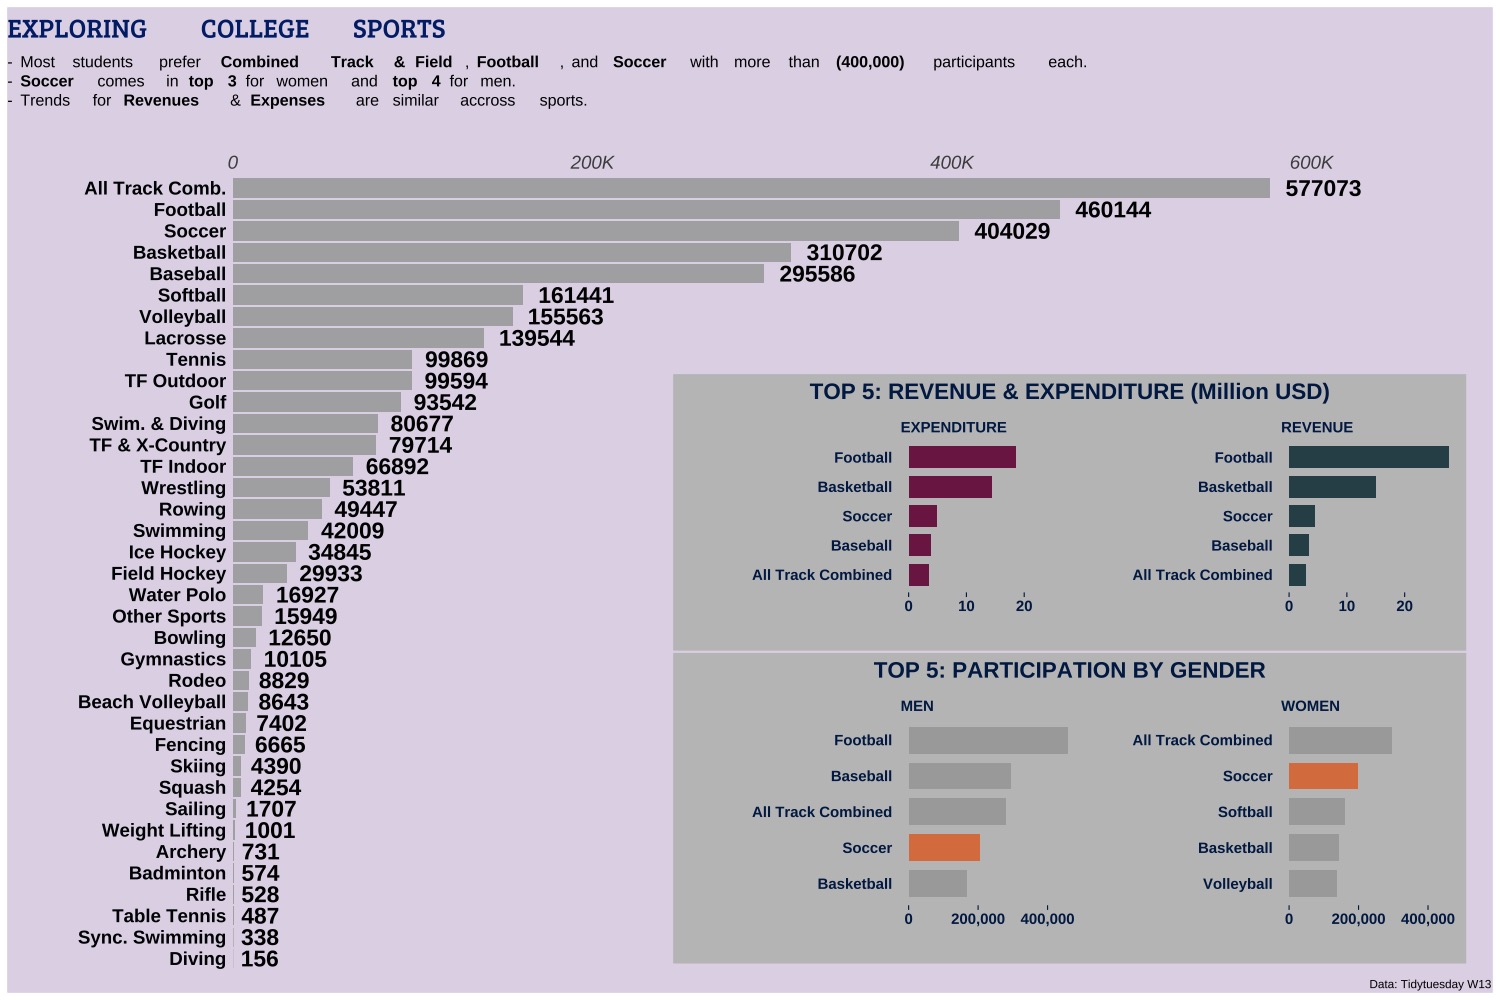 EXPLORING COLLEGE SPORTS
- Most students prefer Combined Track & Field , Football , and Soccer with more than (400,000) participants each.
- Soccer comes in top 3 for women and top 4 for men.
- Trends for Revenues & Expenses are similar accross sports.
0 200K 400K 600K
All Track Comb. 577073
Football 460144
Soccer 404029
Basketball 310702
Baseball 295586
Softball 161441
Volleyball 155563
Lacrosse 139544
Tennis 99869
TF Outdoor 99594
Golf 93542
Swim. & Diving 80677
TF & X-Country 79714
TF Indoor 66892
Wrestling 53811
Rowing 49447
Swimming 42009
Ice Hockey 34845
Field Hockey 29933
Water Polo 16927
Other Sports 15949
Bowling 12650
Gymnastics 10105
Rodeo 8829
Beach Volleyball 8643
Equestrian 7402
Fencing 6665
Skiing 4390
Squash 4254
Sailing 1707
Weight Lifting 1001
Archery 731
Badminton 574
Rifle 528
Table Tennis 487
Sync. Swimming 338
Diving 156
TOP 5: REVENUE & EXPENDITURE (Million USD)
EXPENDITURE
Football
Basketball
Soccer
Baseball
All Track Combined
0 10 20
REVENUE
Football
Basketball
Soccer
Baseball
All Track Combined
0 10 20
TOP 5: PARTICIPATION BY GENDER
MEN
Football
Baseball
All Track Combined
Soccer
Basketball
0 200,000 400,000
WOMEN
All Track Combined
Soccer
Softball
Basketball
Volleyball
0 200,000 400,000
Data: Tidytuesday W13